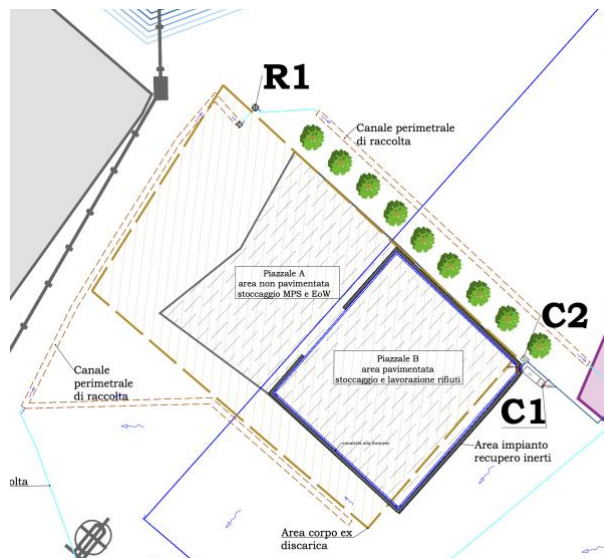 R1
Canale perimetrale
di raccolta
Piazzale A
area non pavimentata
stoccaggio MPS e EoW
C2
Piazzale B
area pavimentata
stoccaggio e lavorazione rifiuti
Canale
perimetrale
di raccolta
C1
Area impianto
recupero inerti
olta
Area corpo ex
discarica